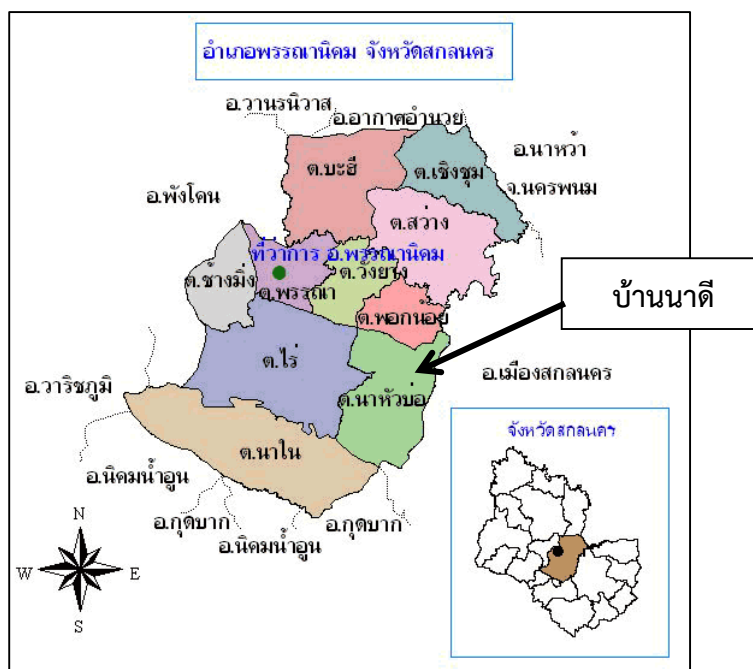 อำเภอพรรณานิคม จังหวัดสกลนคร
อ.วานรนิวาส
อ.อากาศอำนวย
อ.นาหว้า
จ.นครพนม
ต.บะฮี
ต.เชิงชุม
อ.พังโคน
ต.สว่าง
ที่ว่าการ อ.พรรณานิคม
ต.ช้างมิ่ง
ต.พรรณา
ต.วังยาง
ต.พอกน้อย
บ้านนาดี
ต.ไร่
อ.เมืองสกลนคร
อ.วาริชภูมิ
ต.นาหัวบ่อ
จังหวัดสกลนคร
ต.นาใน
อ.นิคมน้ำอูน
อ.กุดบาก
อ.นิคมน้ำอูน
อ.กุดบาก
N
W E
S